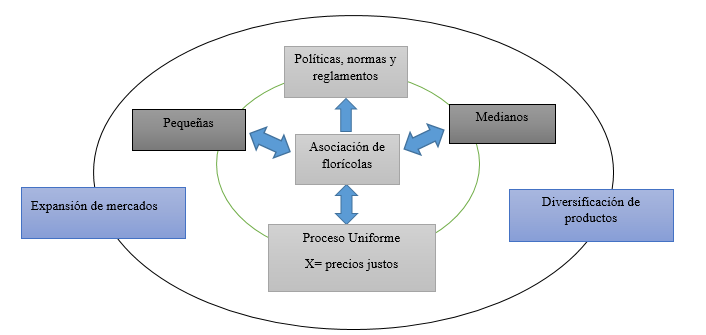 Políticas, normas y
reglamentos
Pequeñas
Medianos
Asociación de
florícolas
Expansión de mercados
Diversificación de
productos
Proceso Uniforme
X= precios justos